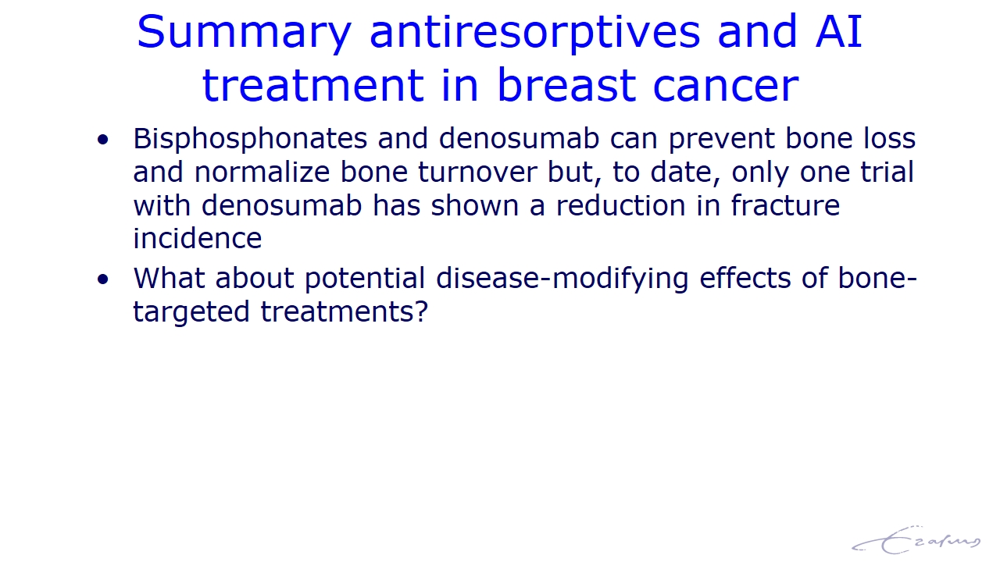 Summary antiresorptives and AI
treatment in breast cancer
• Bisphosphonates and denosumab can prevent bone loss
and normalize bone turnover but, to date, only one trial
with denosumab has shown a reduction in fracture
incidence
• What about potential disease-modifying effects of bone-
targeted treatments?
Erasmus